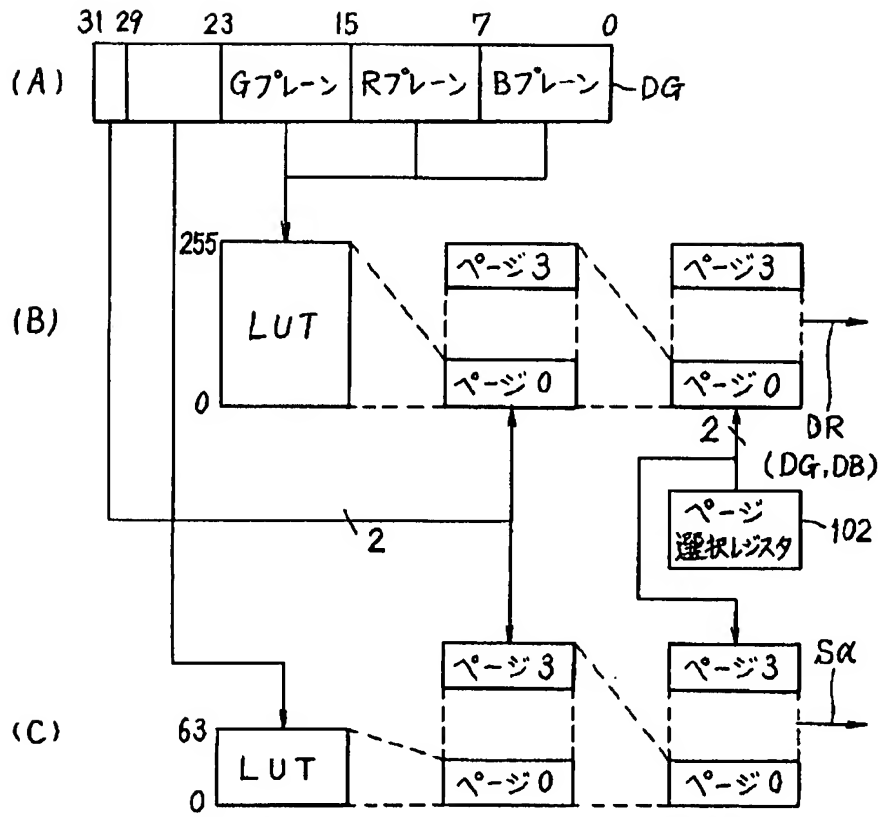 31 29 23 15 7 0
(A) Gプレーン Rプレーン Bプレーン DG
255 ページ3 ページ3
(B) LUT
0 ページ0 ページ0
2 DR
(DG,DB)
2 ページ
選択レジスタ 102
ページ3 ページ3 Sα
(C) 63 LUT
0 ページ0 ページ0